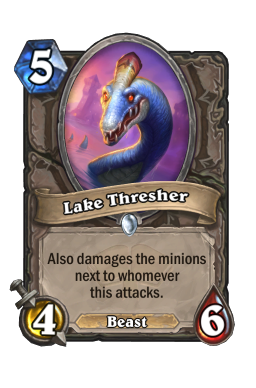 5
Lake Thresher
Also damages the minions
next to whomever
this attacks.
4
Beast
6